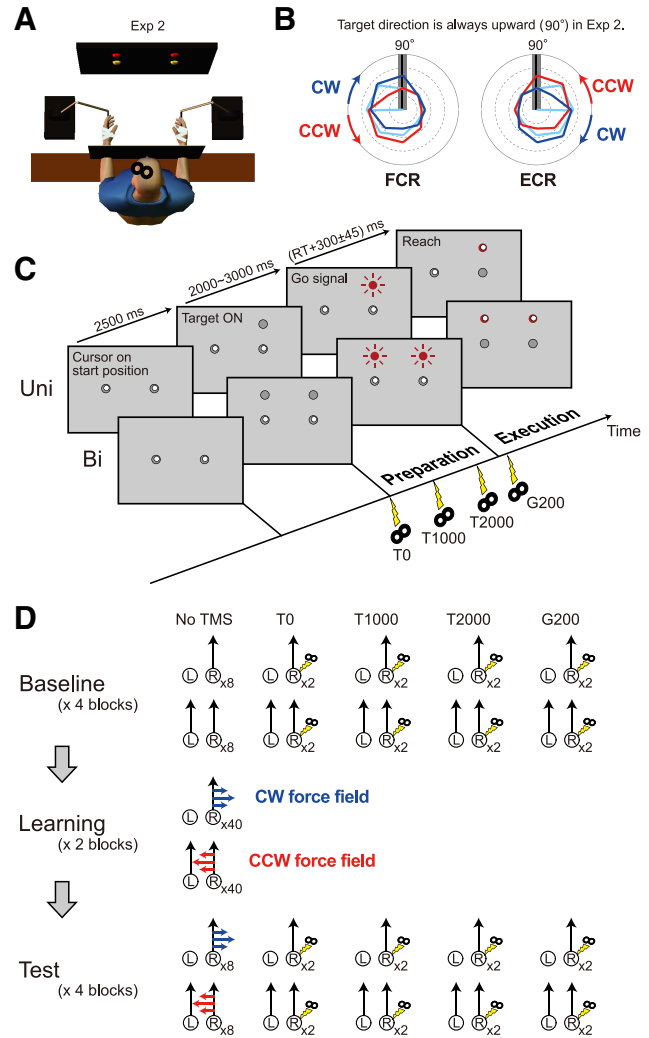 A
Exp 2
B
Target direction is always upward (90°) in Exp 2.
90°
90°
CW
CCW
CCW
CW
FCR
ECR
C
2500 ms
2000~3000 ms
(RT+300±45) ms
Cursor on
start position
Target ON
Go signal
Reach
Uni
Bi
Preparation
Execution
Time
T0
T1000
T2000
G200
D
No TMS
T0
T1000
T2000
G200
Baseline
(x 4 blocks)
L R x8
L R x2
L R x2
L R x2
L R x2
L R x8
L R x2
L R x2
L R x2
L R x2
Learning
(x 2 blocks)
CW force field
L R x40
CCW force field
L R x40
Test
(x 4 blocks)
L R x8
L R x2
L R x2
L R x2
L R x2
L R x8
L R x2
L R x2
L R x2
L R x2